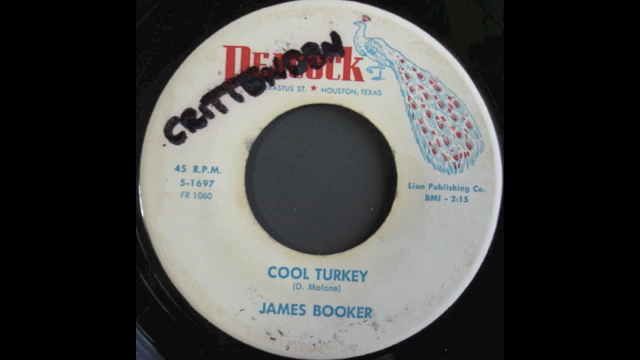 Peacock
CRITTENDEN
ERASTUS ST. ★ HOUSTON, TEXAS
45 R.P.M.
5-1697
FR 1060
Lion Publishing Co.
BMI - 2:15
COOL TURKEY
(D. Malone)
JAMES BOOKER